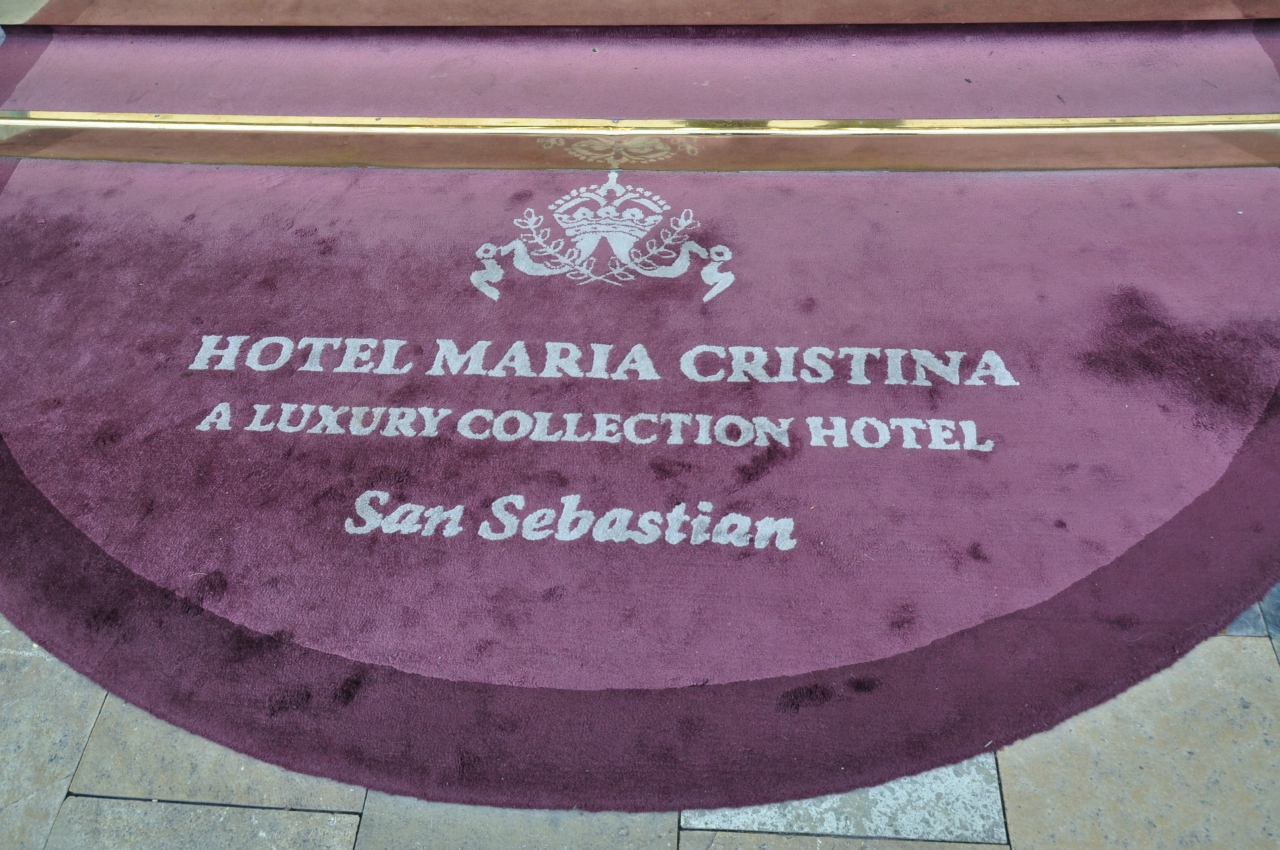 HOTEL MARIA CRISTINA
A LUXURY COLLECTION HOTEL
San Sebastian